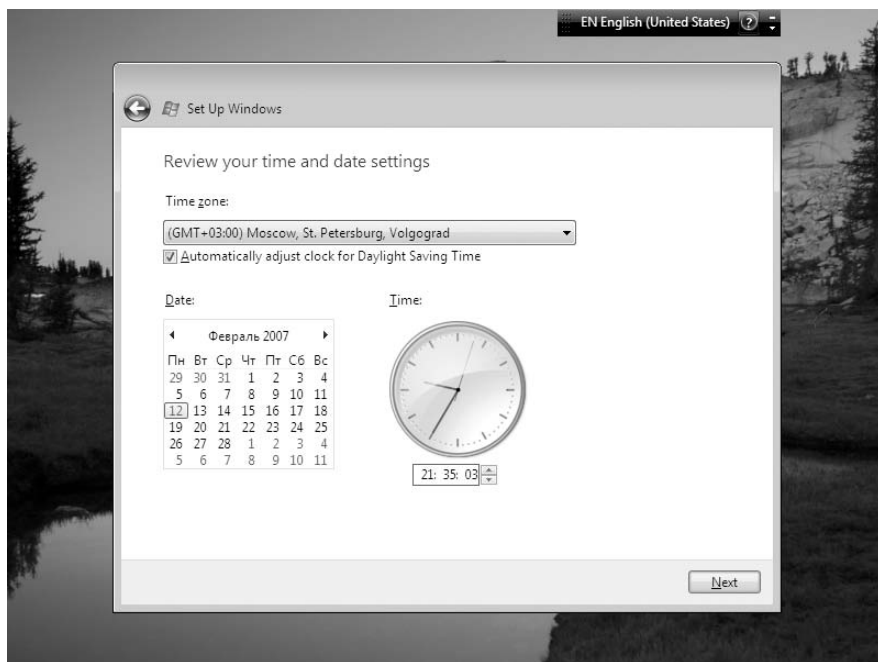 EN English (United States) ?
Set Up Windows
Review your time and date settings
Time zone:
(GMT+03:00) Moscow, St. Petersburg, Volgograd
Automatically adjust clock for Daylight Saving Time
Date:
Time:
Февраль 2007
Пн Вт Ср Чт Пт Сб Вс
29 30 31 1 2 3 4
5 6 7 8 9 10 11
12 13 14 15 16 17 18
19 20 21 22 23 24 25
26 27 28 1 2 3 4
5 6 7 8 9 10 11
21: 35: 03
Next